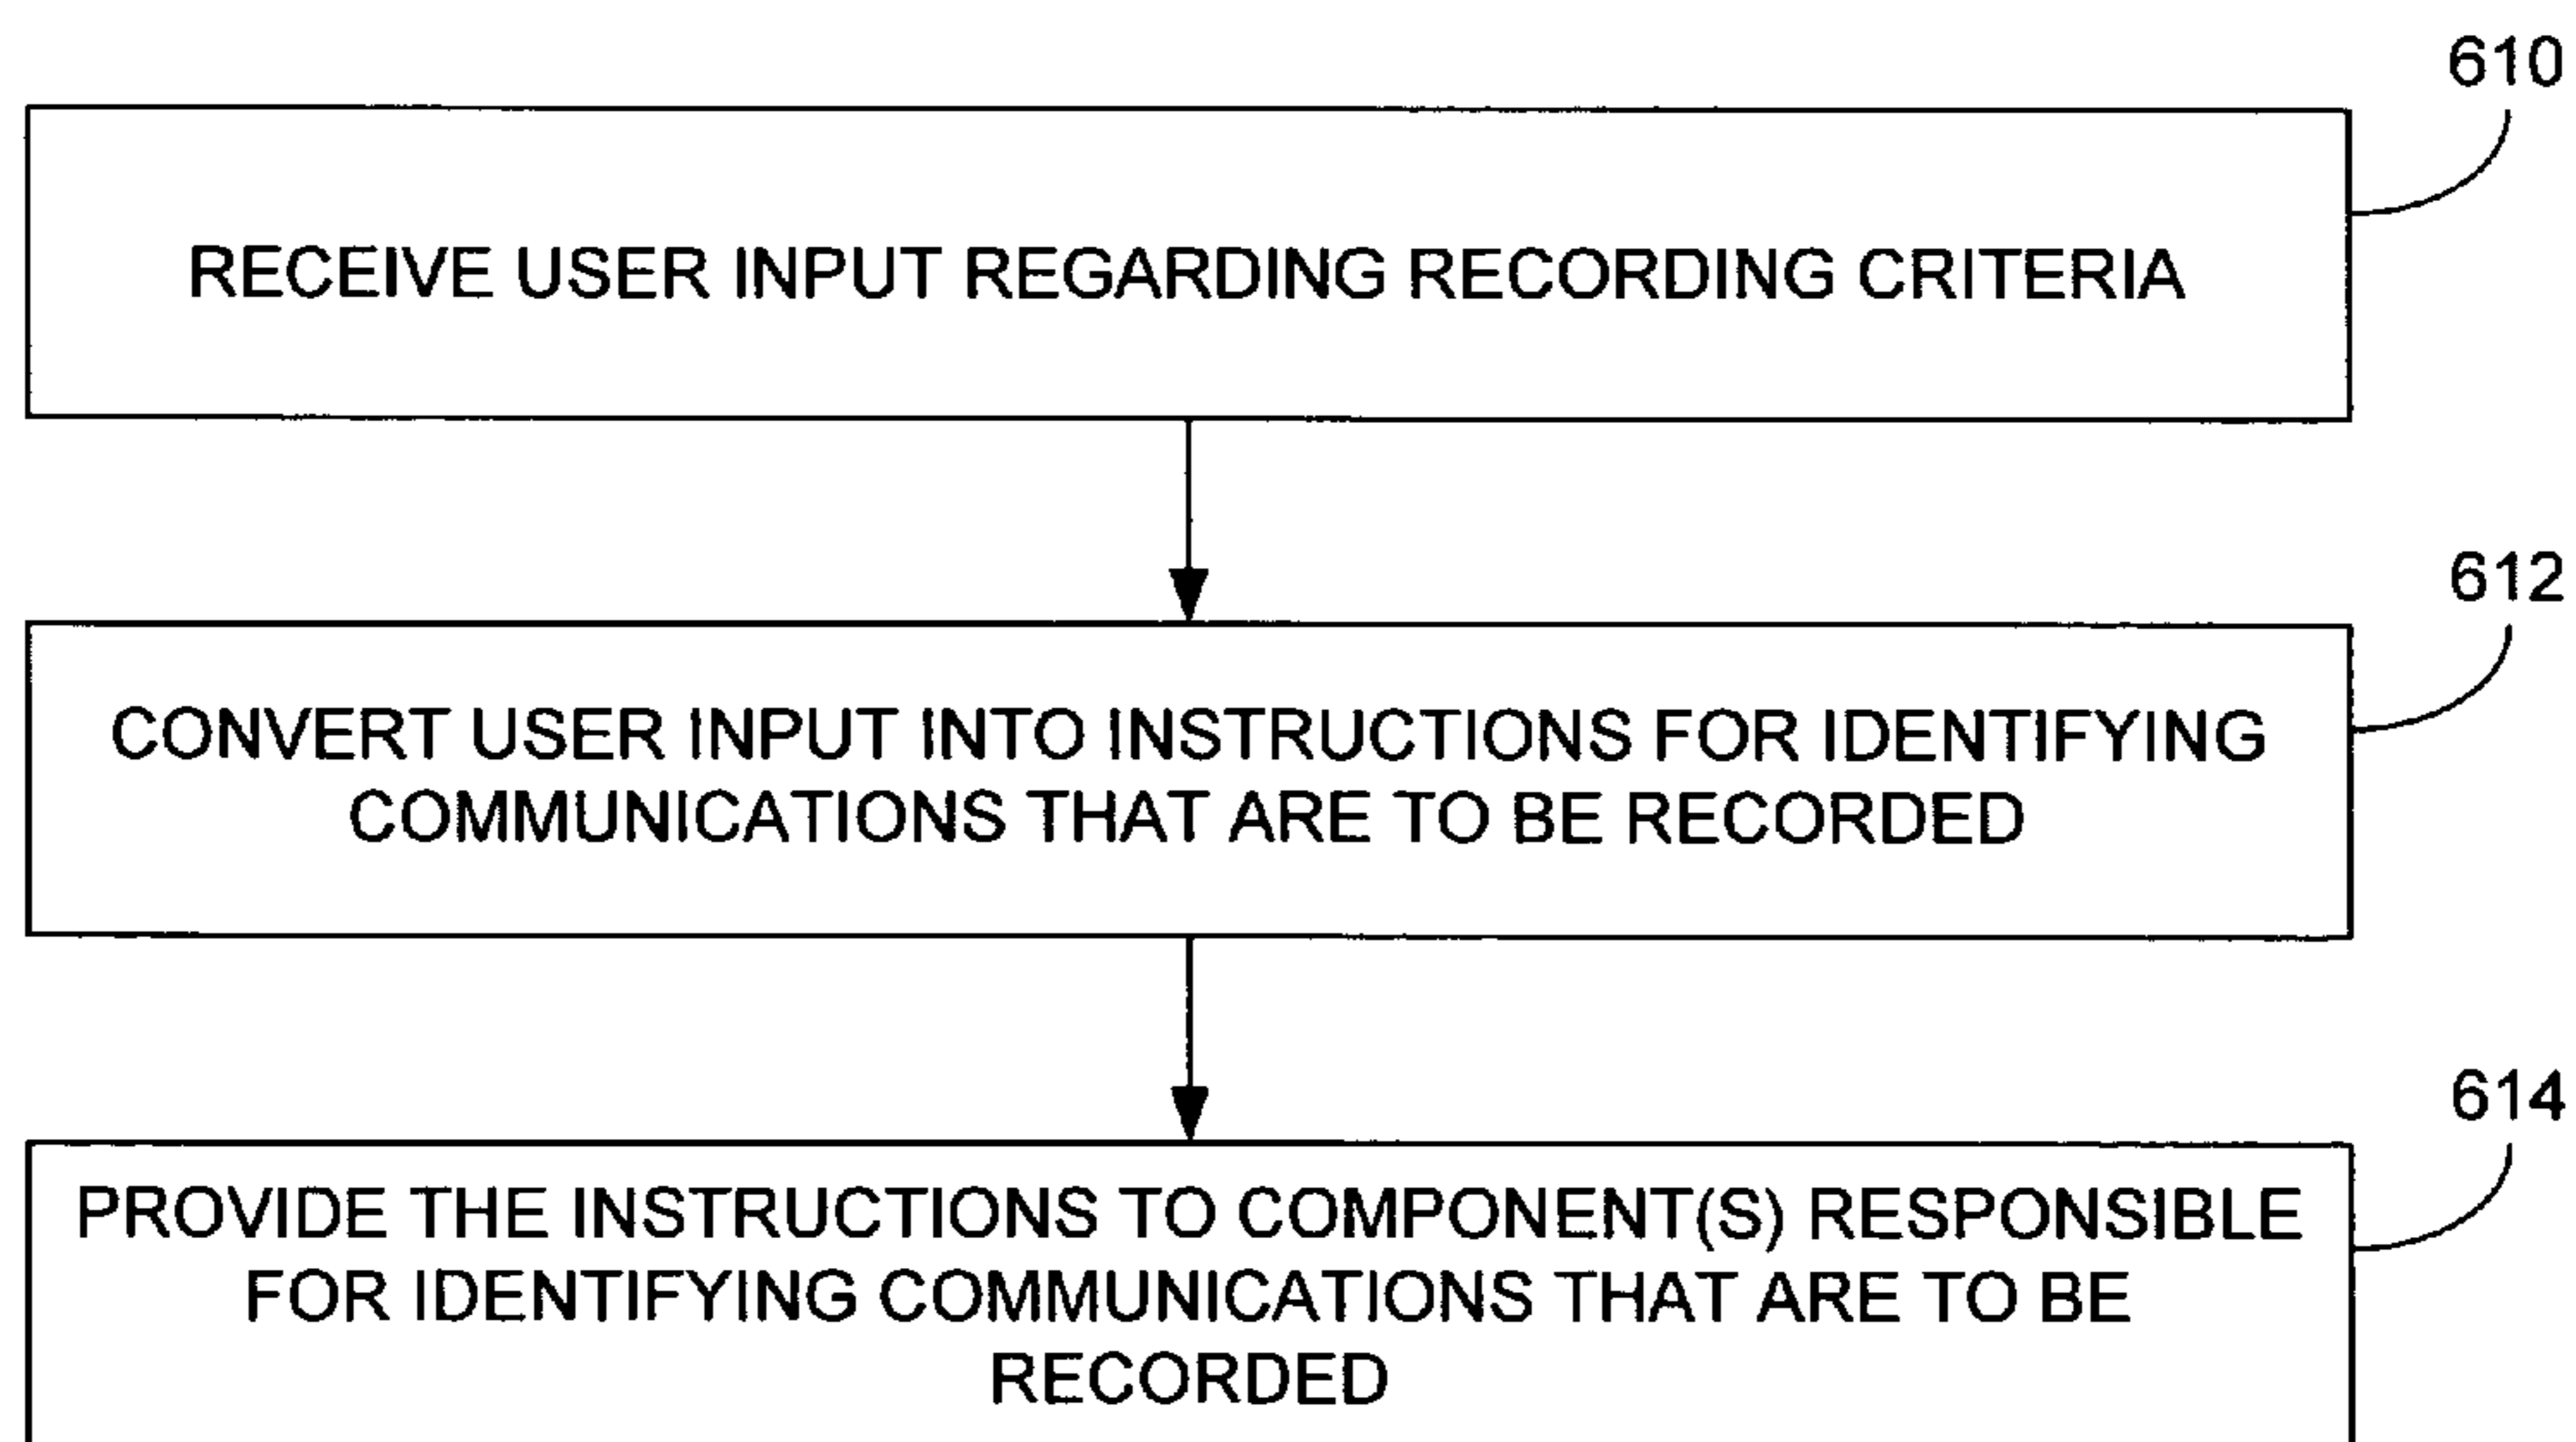 610
RECEIVE USER INPUT REGARDING RECORDING CRITERIA
612
CONVERT USER INPUT INTO INSTRUCTIONS FOR IDENTIFYING
COMMUNICATIONS THAT ARE TO BE RECORDED
614
PROVIDE THE INSTRUCTIONS TO COMPONENT(S) RESPONSIBLE
FOR IDENTIFYING COMMUNICATIONS THAT ARE TO BE
RECORDED